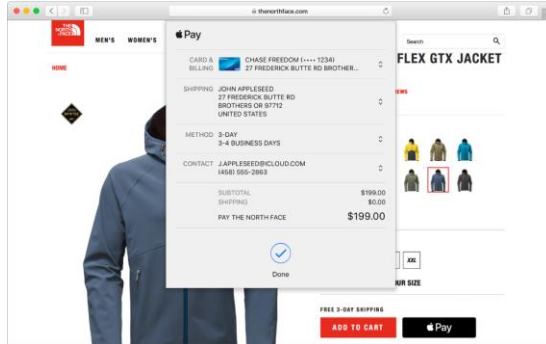 thenorthface.com
THE
NORTH
FACE
MEN'S WOMEN'S
Search
HOME
FLEX GTX JACKET
Pay
CARD & BILLING CHASE FREEDOM (•••• 1234)
27 FREDERICK BUTTE RD BROTHER...
SHIPPING JOHN APPLESEED
27 FREDERICK BUTTE RD
BROTHERS OR 97712
UNITED STATES
METHOD 3-DAY
3-4 BUSINESS DAYS
CONTACT J.APPLESEED@ICLOUD.COM
(458) 555-2863
SUBTOTAL $199.00
SHIPPING $0.00
PAY THE NORTH FACE $199.00
Done
XXL
UR SIZE
FREE 3-DAY SHIPPING
ADD TO CART
Pay